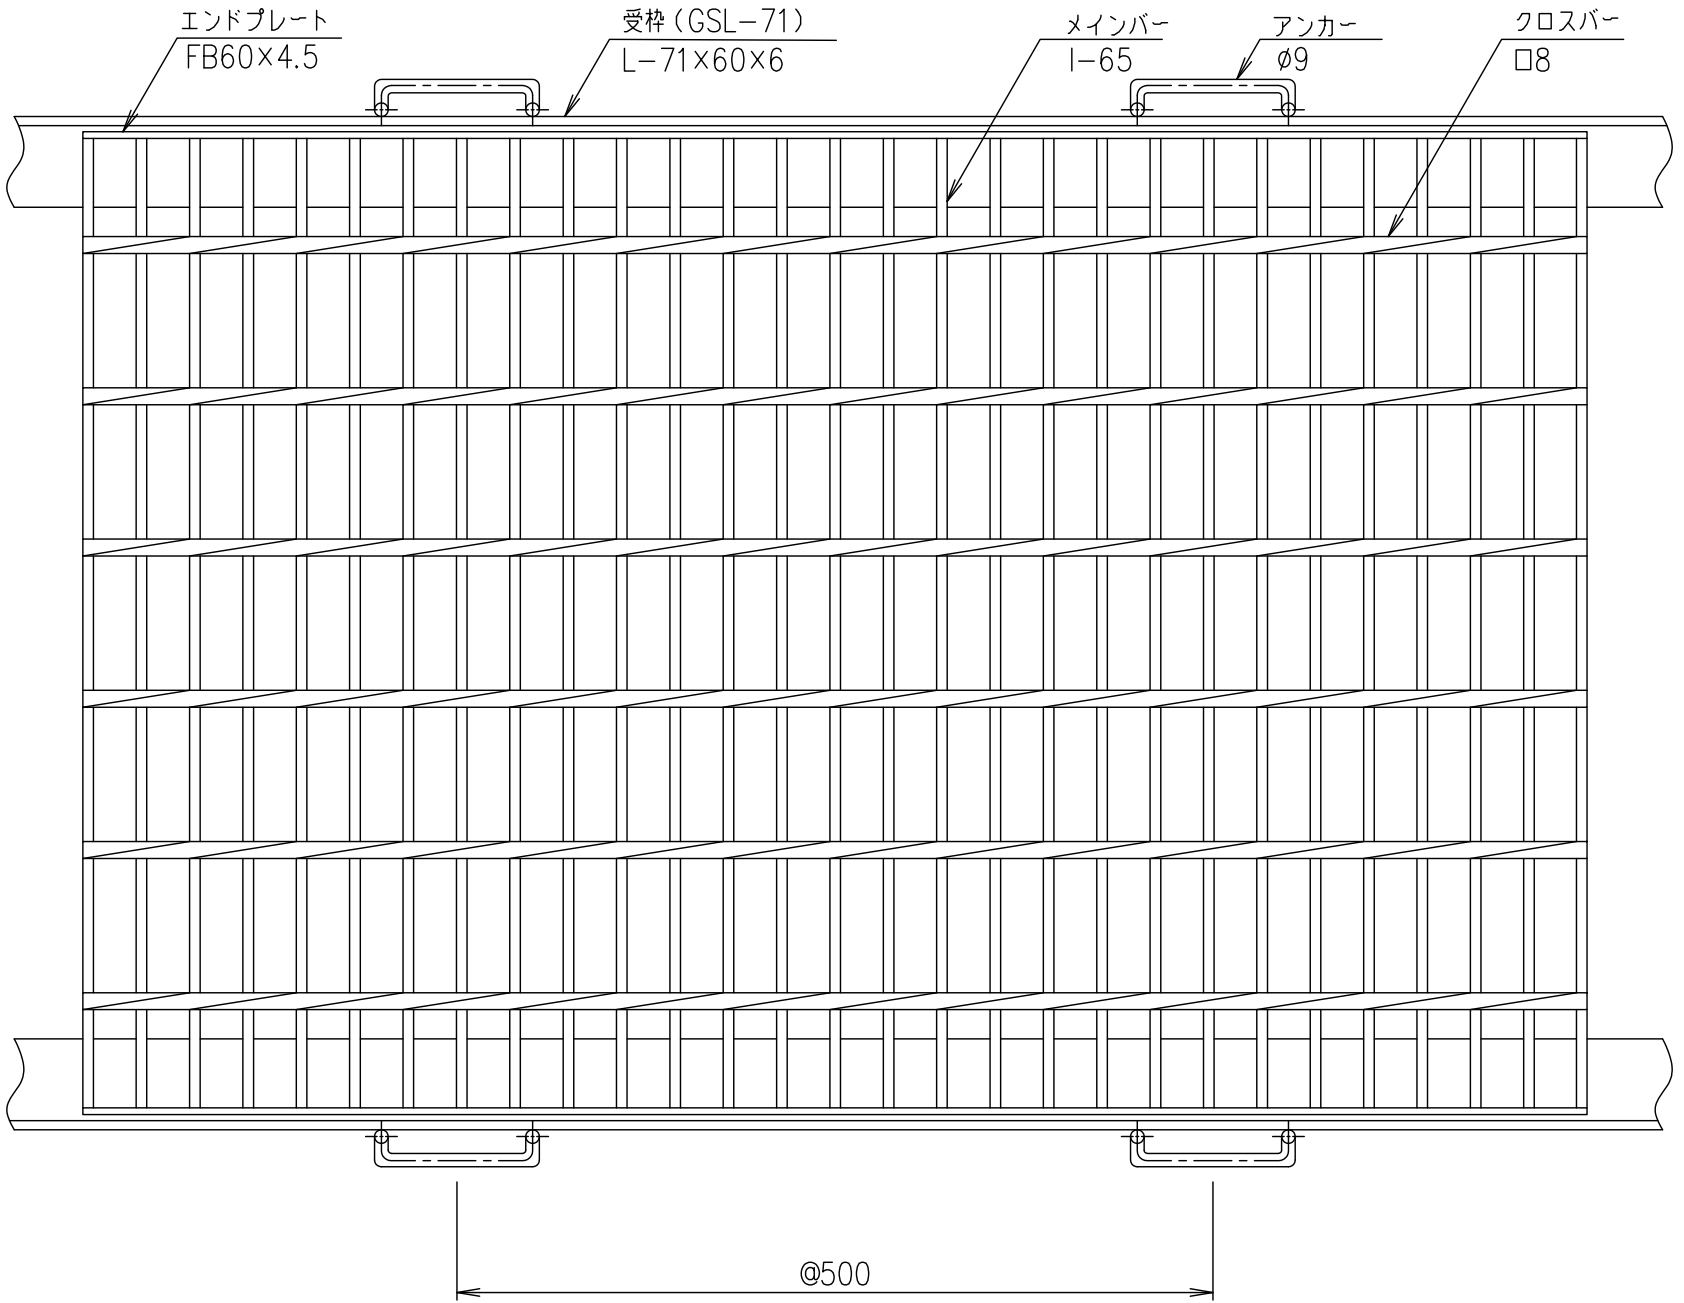 エンドプレート
FB60×4.5
受枠(GSL-71)
L-71×60×6
メインバー
I-65
アンカー
ø9
クロスバー
□8
@500